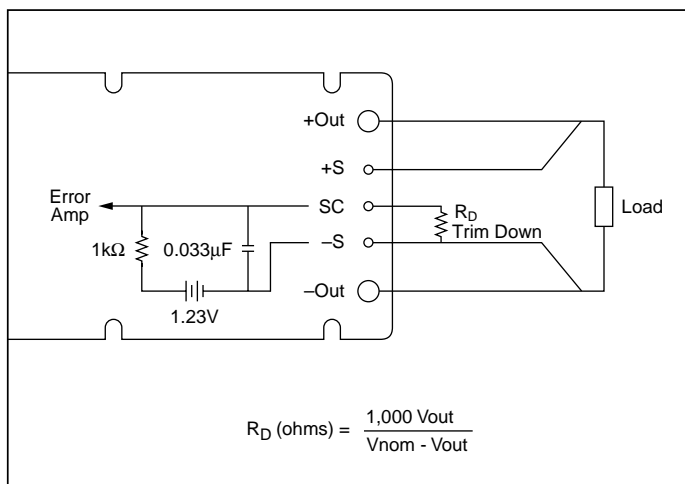 +Out
+S
Error
Amp
SC
R_D
Trim Down
Load
1kΩ
0.033µF
–S
–Out
1.23V
R_D (ohms) = 1,000 Vout
Vnom - Vout